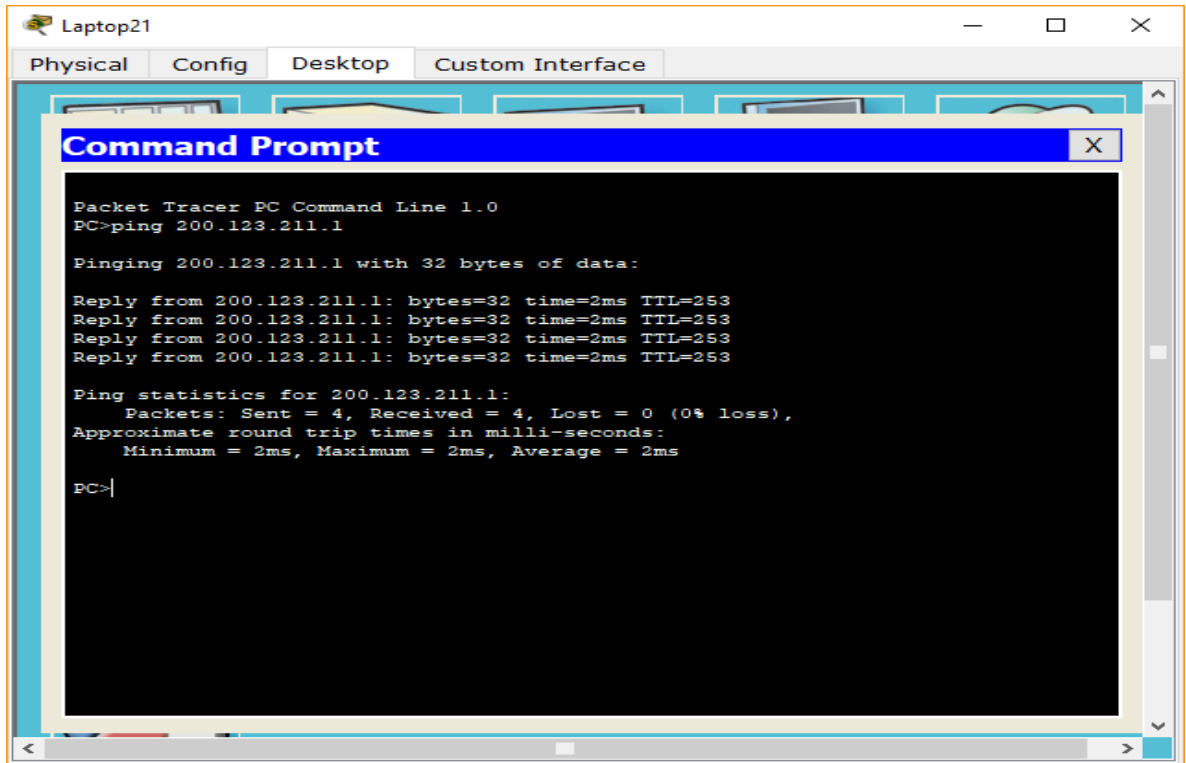 Laptop21
Physical Config Desktop Custom Interface
Command Prompt X
Packet Tracer PC Command Line 1.0
PC>ping 200.123.211.1
Pinging 200.123.211.1 with 32 bytes of data:
Reply from 200.123.211.1: bytes=32 time=2ms TTL=253
Reply from 200.123.211.1: bytes=32 time=2ms TTL=253
Reply from 200.123.211.1: bytes=32 time=2ms TTL=253
Reply from 200.123.211.1: bytes=32 time=2ms TTL=253
Ping statistics for 200.123.211.1:
Packets: Sent = 4, Received = 4, Lost = 0 (0% loss),
Approximate round trip times in milli-seconds:
Minimum = 2ms, Maximum = 2ms, Average = 2ms
PC>